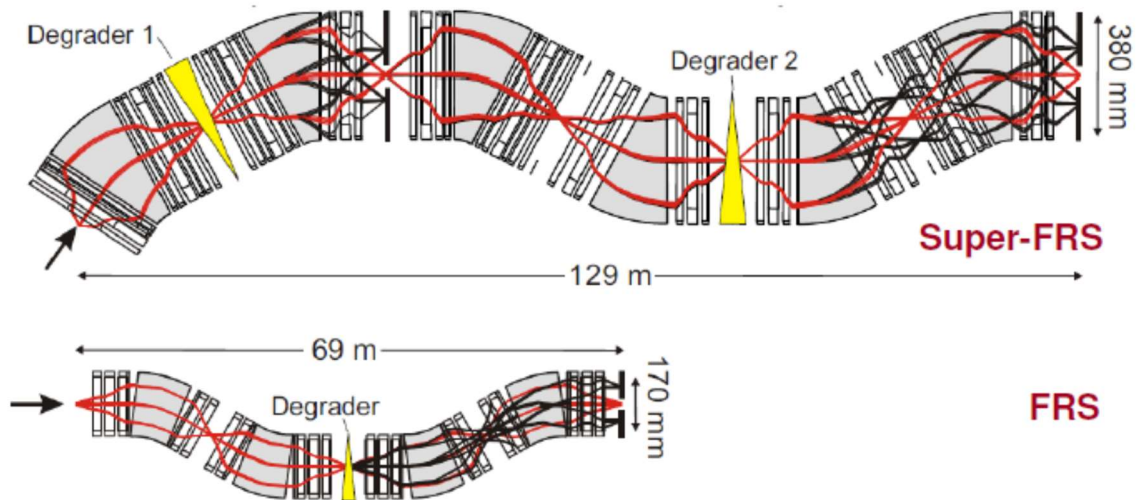 Degrader 1
Degrader 2
380 mm
Super-FRS
129 m
69 m
Degrader
170 mm
FRS